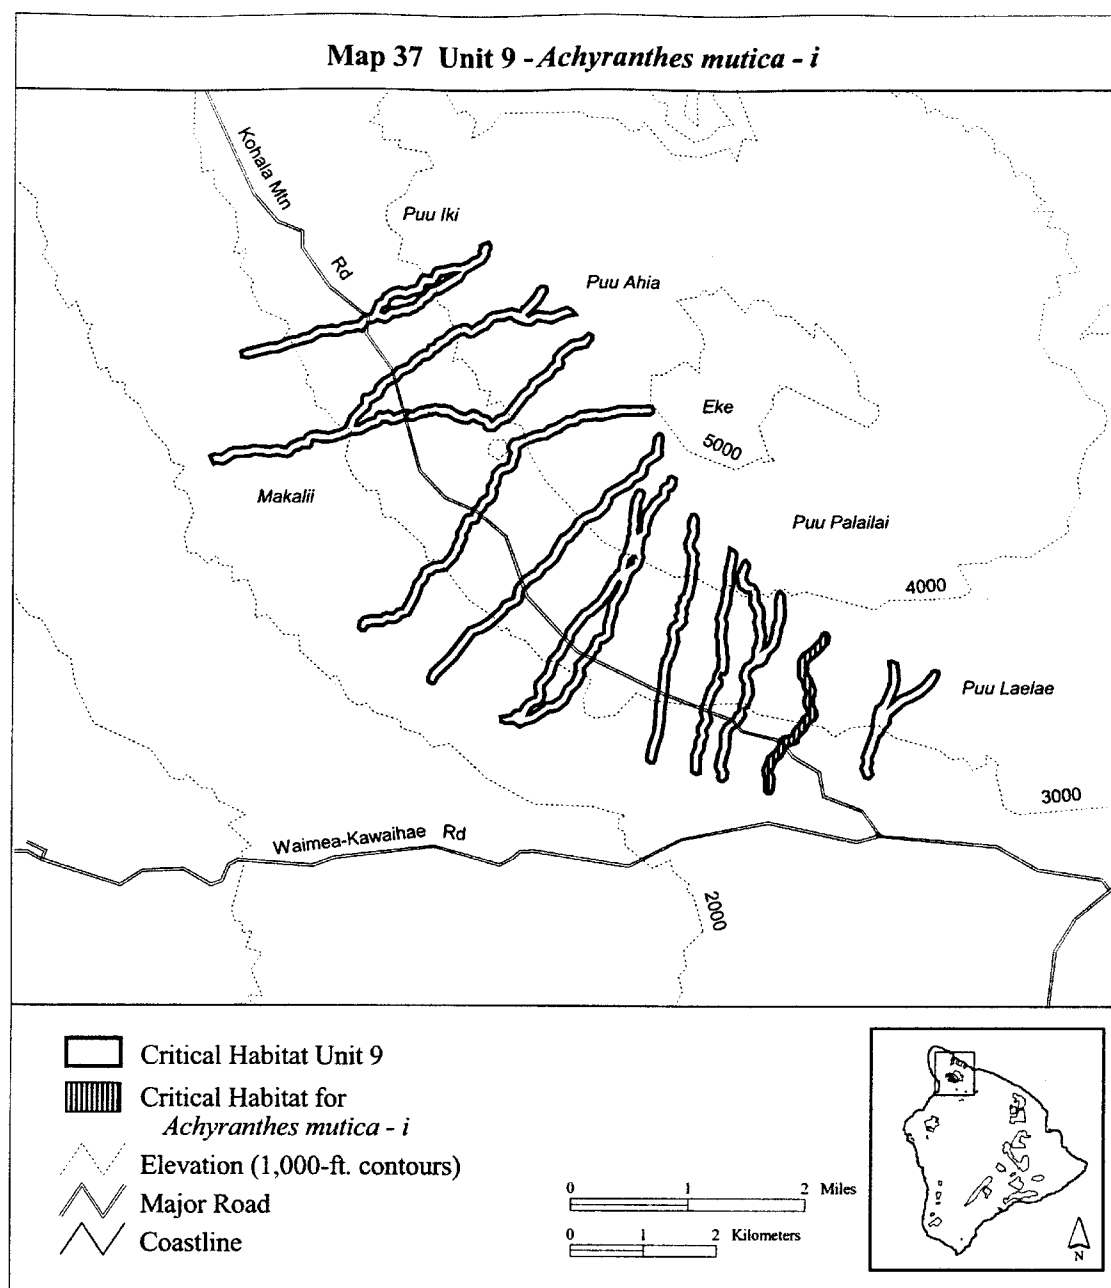 Map 37 Unit 9 - Achyranthes mutica - i
Kohala Mtn
Rd
Puu Iki
Puu Ahia
Eke
5000
Makalii
Puu Palailai
4000
Puu Laelae
3000
Waimea-Kawaihae Rd
2000
Critical Habitat Unit 9
Critical Habitat for
Achyranthes mutica - i
Elevation (1,000-ft. contours)
Major Road
Coastline
0 1 2 Miles
0 1 2 Kilometers
N